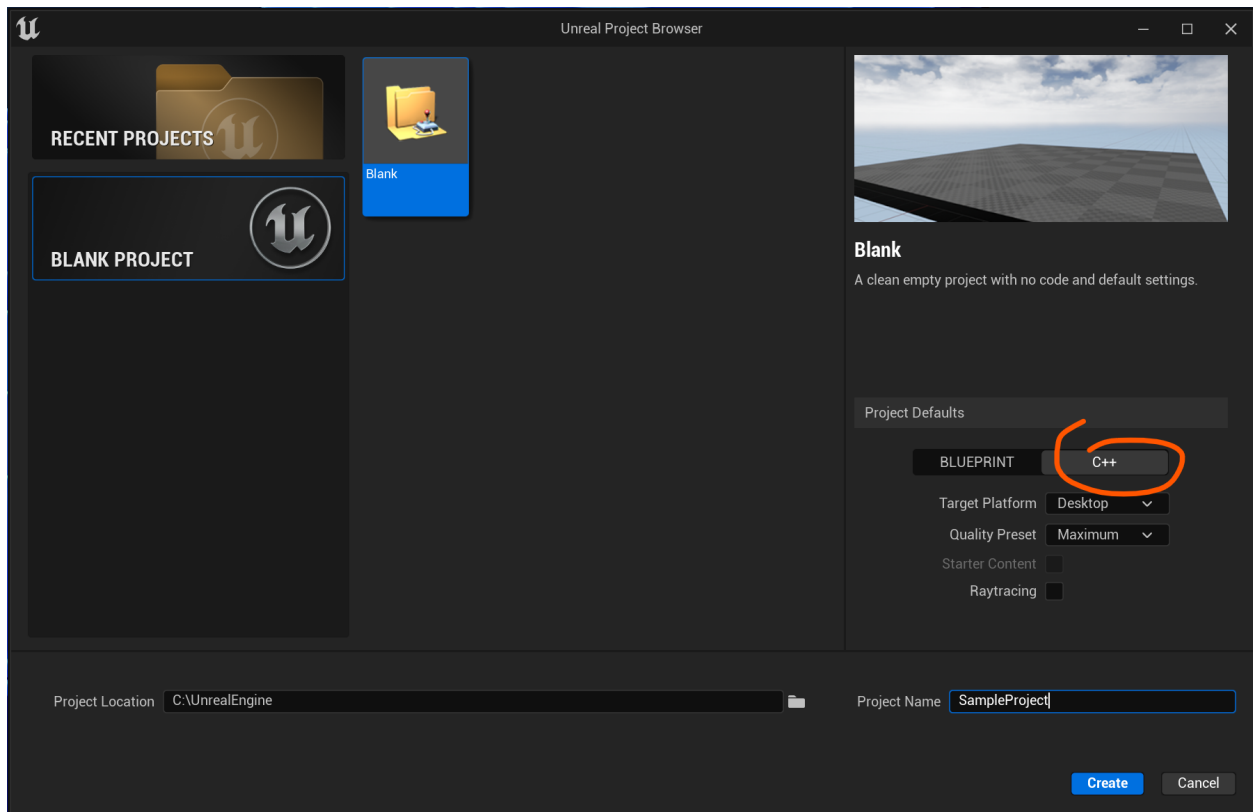 Unreal Project Browser
RECENT PROJECTS
BLANK PROJECT
Blank
Blank
A clean empty project with no code and default settings.
Project Defaults
BLUEPRINT C++
Target Platform Desktop
Quality Preset Maximum
Starter Content
Raytracing
Project Location C:\UnrealEngine
Project Name SampleProject
Create Cancel